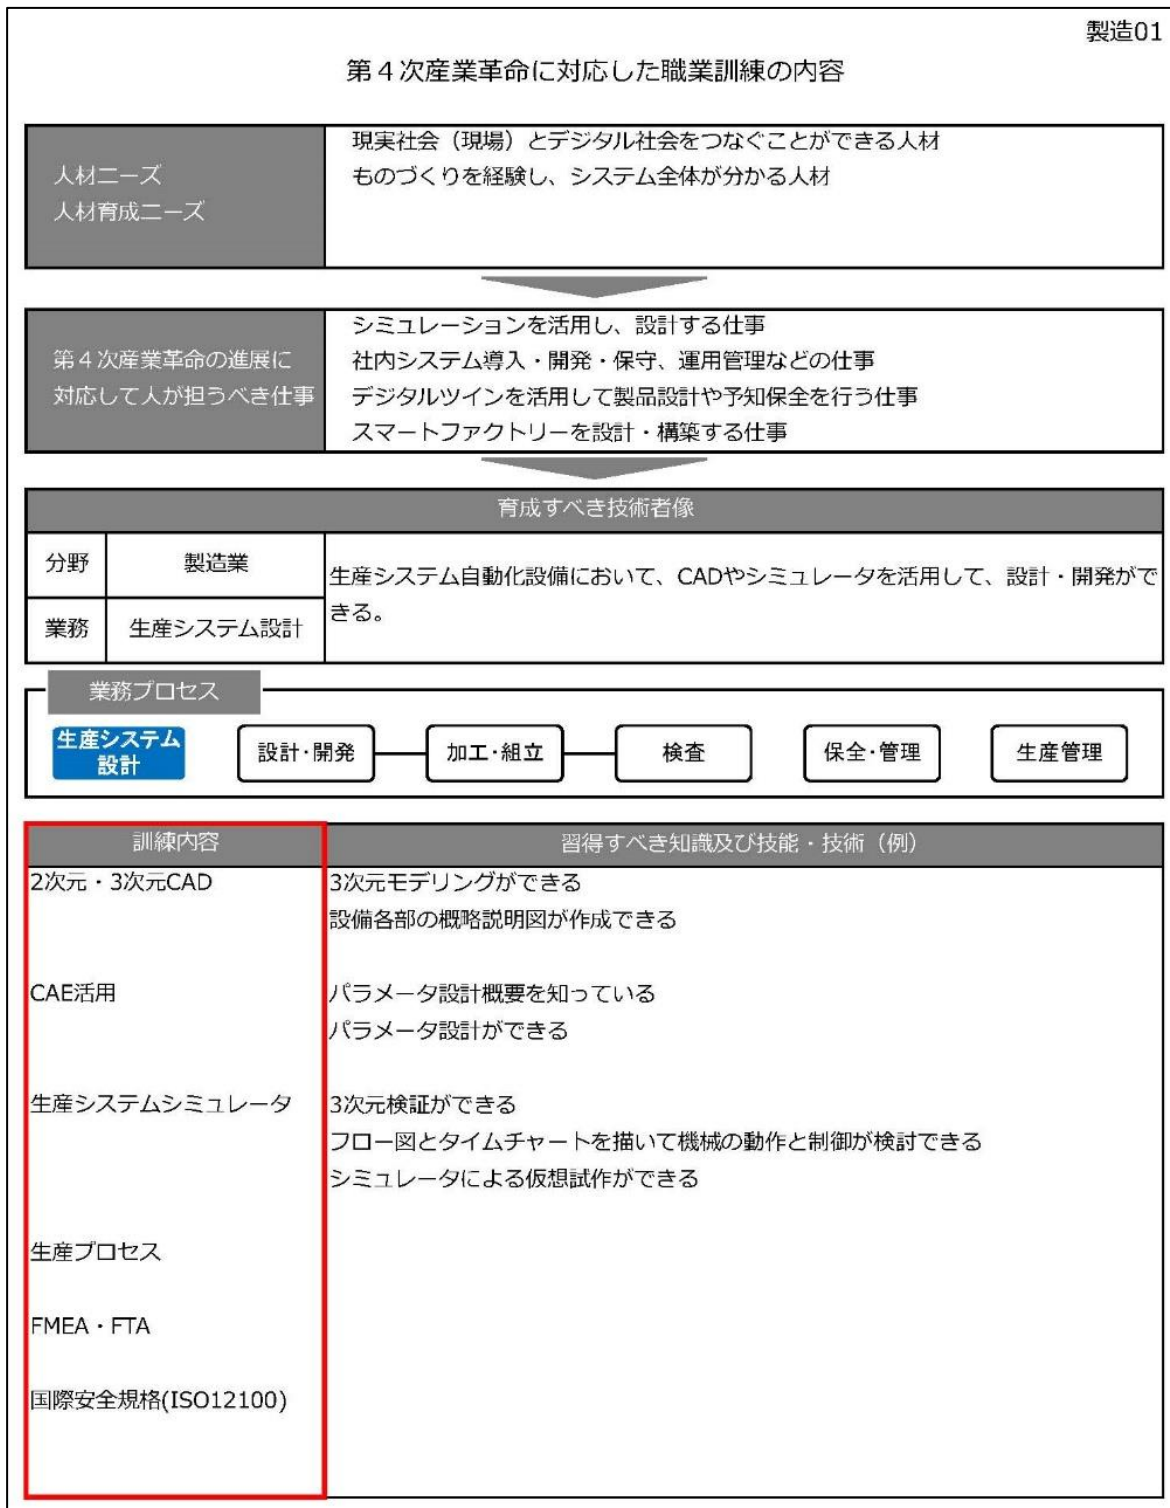 製造01
第４次産業革命に対応した職業訓練の内容
人材ニーズ
人材育成ニーズ
現実社会（現場）とデジタル社会をつなぐことができる人材
ものづくりを経験し、システム全体が分かる人材
第４次産業革命の進展に
対応して人が担うべき仕事
シミュレーションを活用し、設計する仕事
社内システム導入・開発・保守、運用管理などの仕事
デジタルツインを活用して製品設計や予知保全を行う仕事
スマートファクトリーを設計・構築する仕事
育成すべき技術者像
分野
製造業
業務
生産システム設計
生産システム自動化設備において、CADやシミュレータを活用して、設計・開発がで
きる。
業務プロセス
生産システム
設計
設計・開発
加工・組立
検査
保全・管理
生産管理
訓練内容
習得すべき知識及び技能・技術（例）
2次元・3次元CAD
3次元モデリングができる
設備各部の概略説明図が作成できる
CAE活用
パラメータ設計概要を知っている
パラメータ設計ができる
生産システムシミュレータ
3次元検証ができる
フロー図とタイムチャートを描いて機械の動作と制御が検討できる
シミュレータによる仮想試作ができる
生産プロセス
FMEA・FTA
国際安全規格(ISO12100)